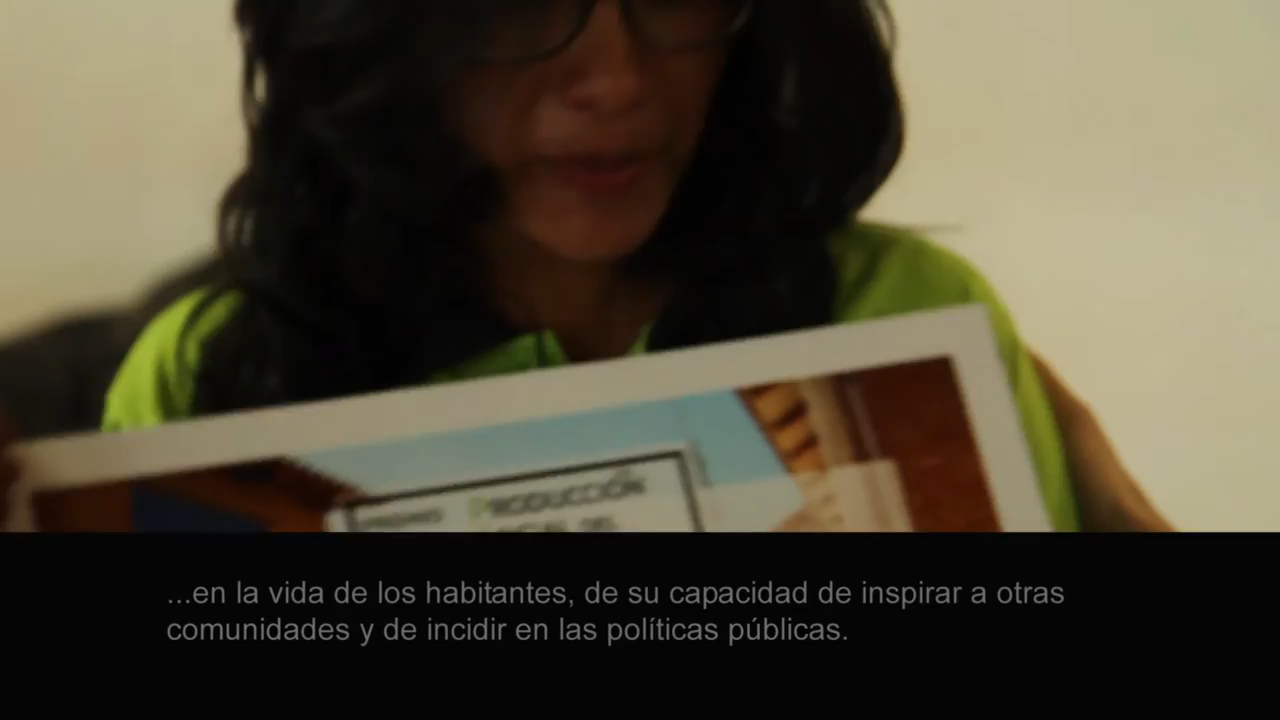 PRODUCCIÓN
...en la vida de los habitantes, de su capacidad de inspirar a otras
comunidades y de incidir en las políticas públicas.